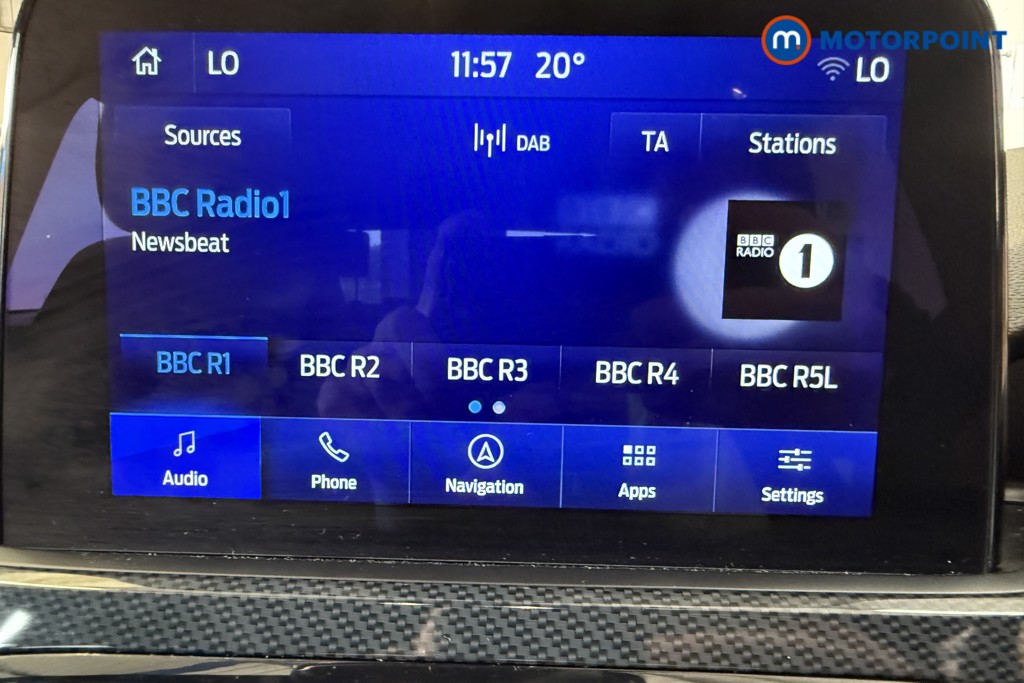 m MOTORPOINT
LO 11:57 20° LO
Sources DAB TA Stations
BBC Radio1
Newsbeat
BBC
RADIO 1
BBC R1 BBC R2 BBC R3 BBC R4 BBC R5L
Audio Phone Navigation Apps Settings